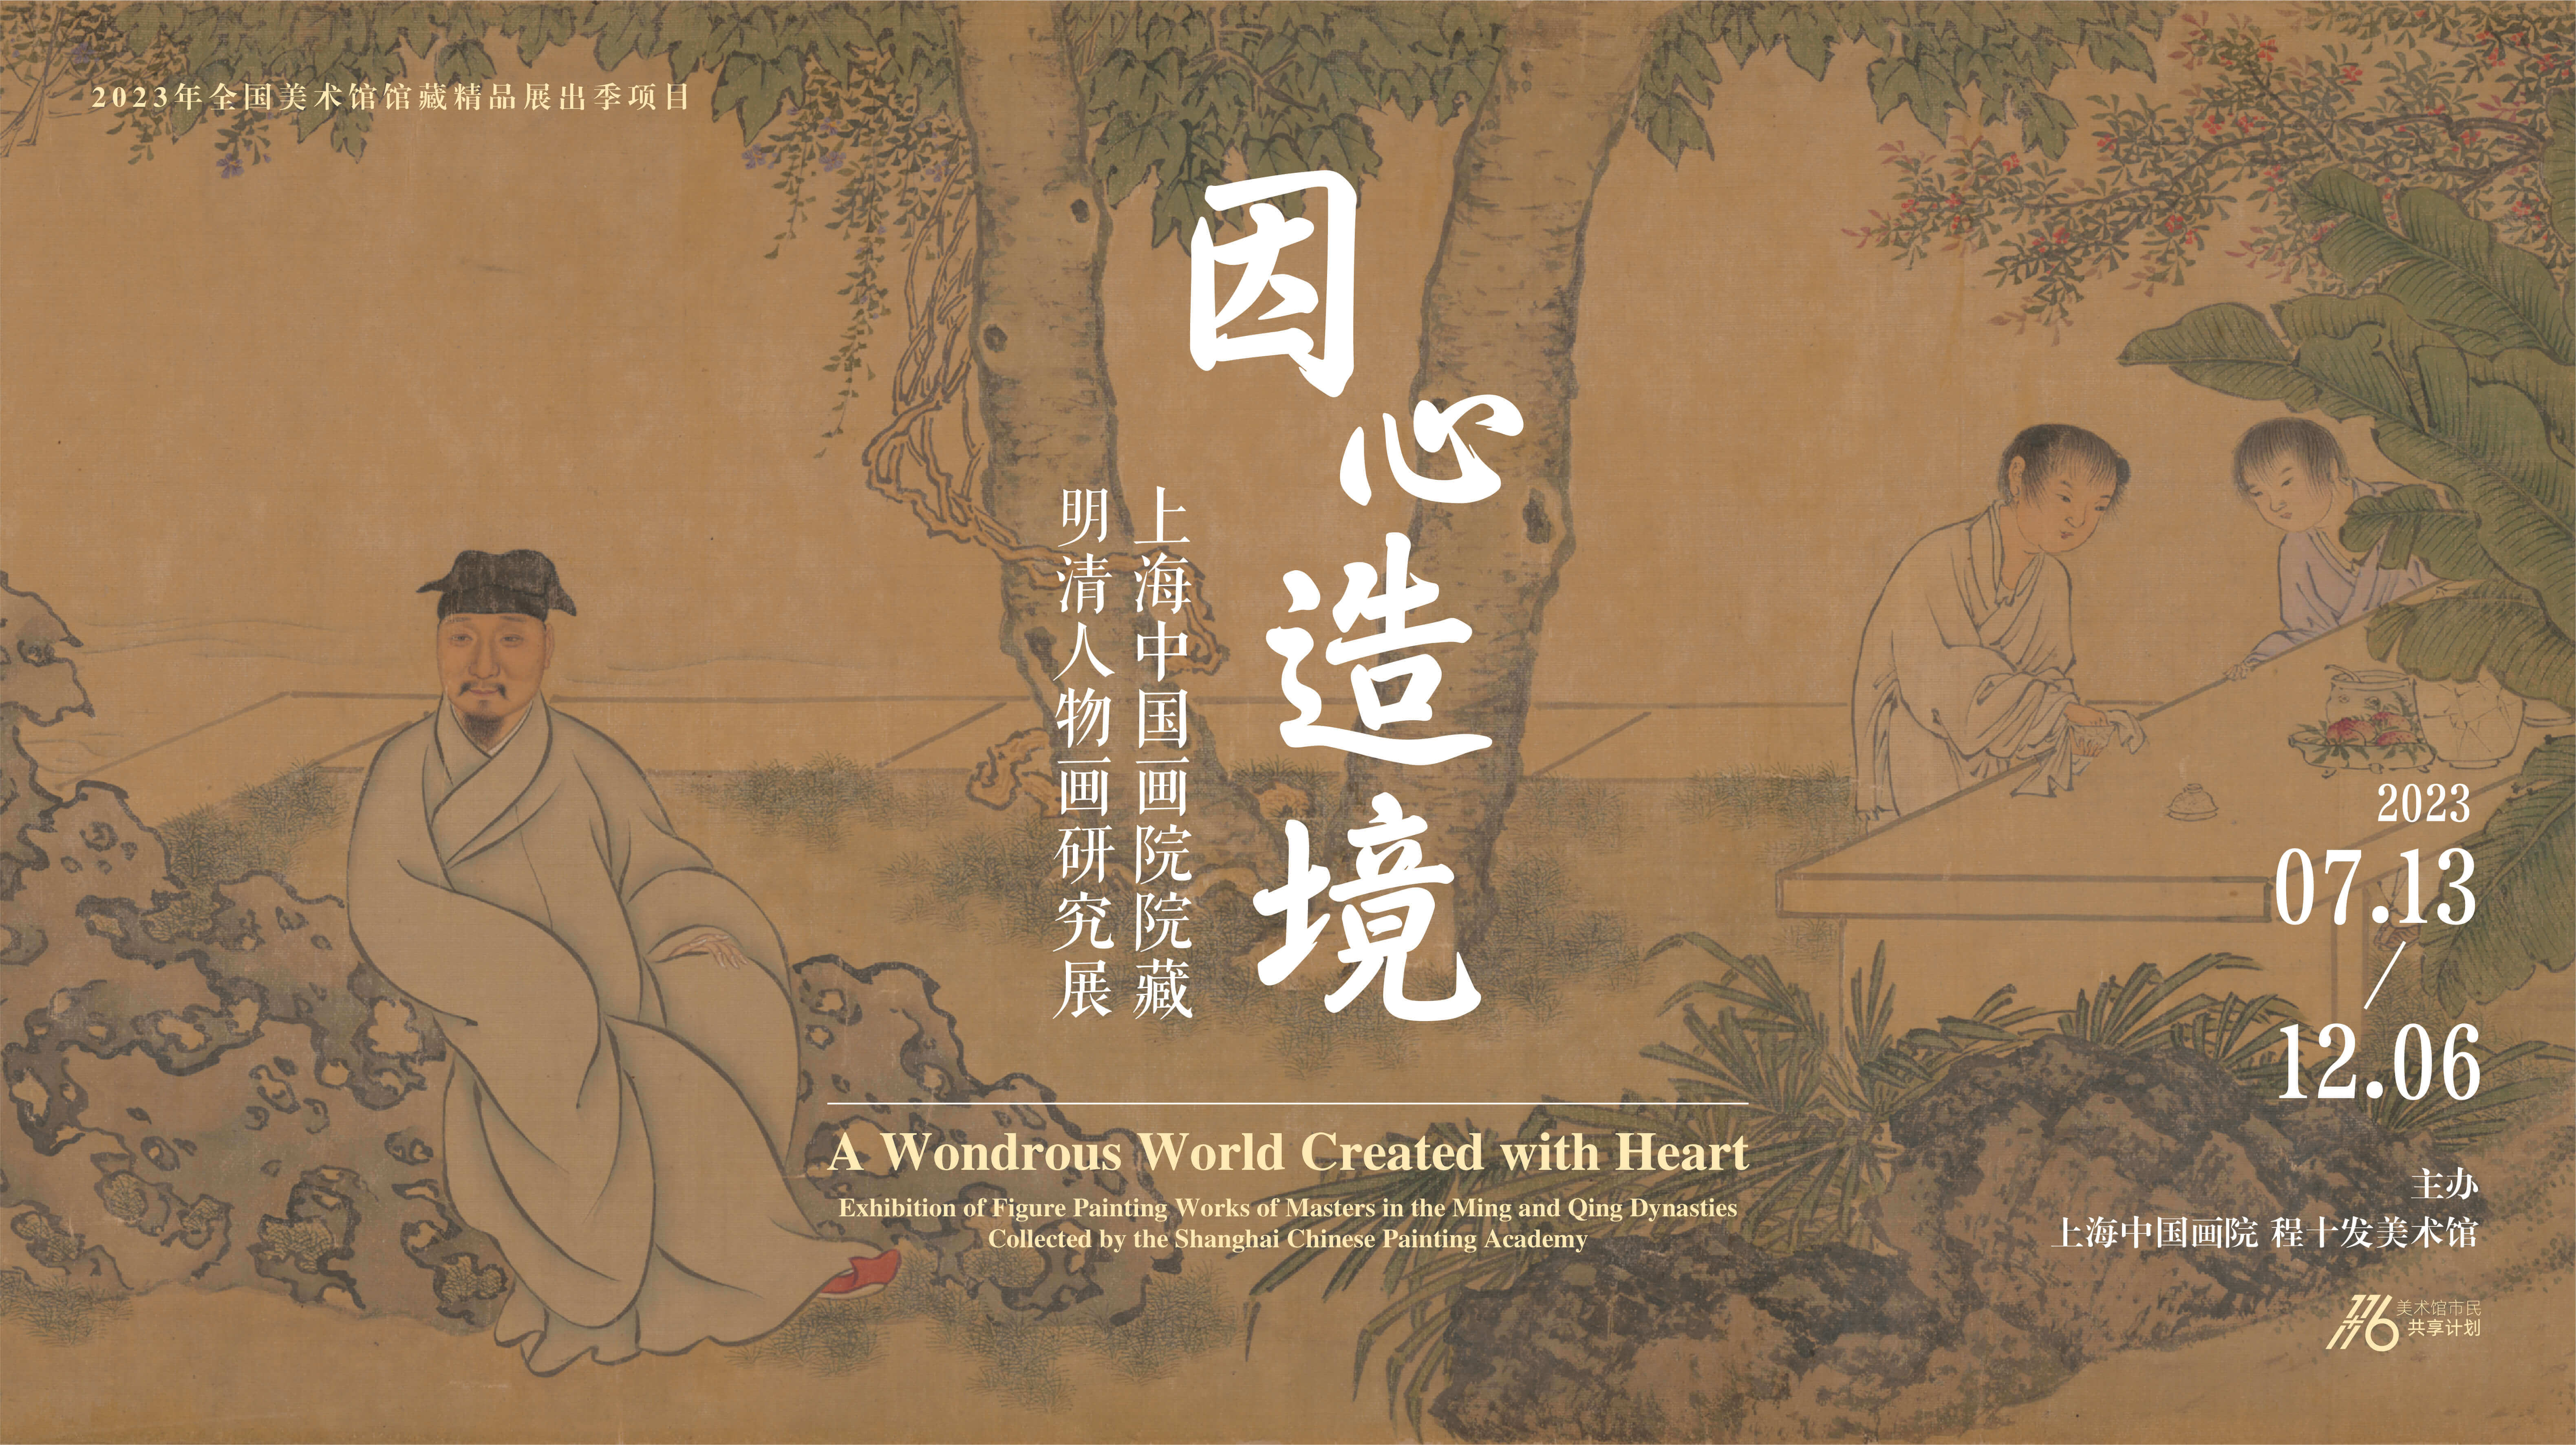 2023年全国美术馆馆藏精品展出季项目
因心造境
上海中国画院院藏
明清人物画研究展
A Wondrous World Created with Heart
Exhibition of Figure Painting Works of Masters in the Ming and Qing Dynasties
Collected by the Shanghai Chinese Painting Academy
2023
07.13
/
12.06
主办
上海中国画院 程十发美术馆
美术馆市民
共享计划